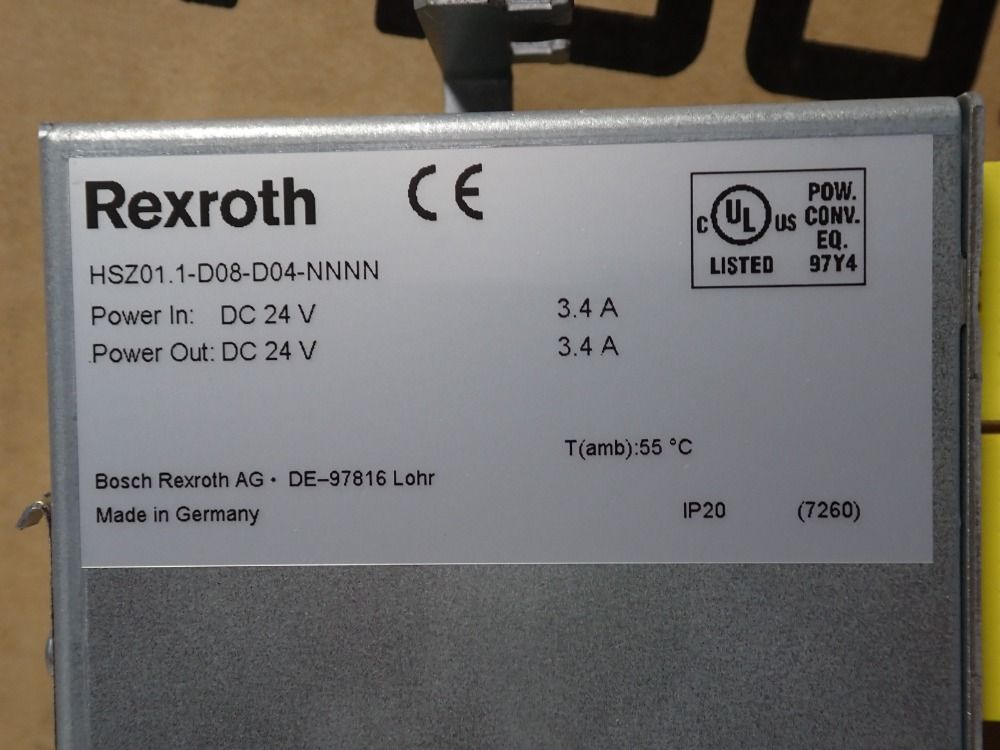 Rexroth CE
HSZ01.1-D08-D04-NNNN
Power In: DC 24 V 3.4 A
Power Out: DC 24 V 3.4 A
C UL US LISTED
POW.
CONV.
EQ.
97Y4
T(amb):55 °C
Bosch Rexroth AG • DE–97816 Lohr
Made in Germany
IP20 (7260)